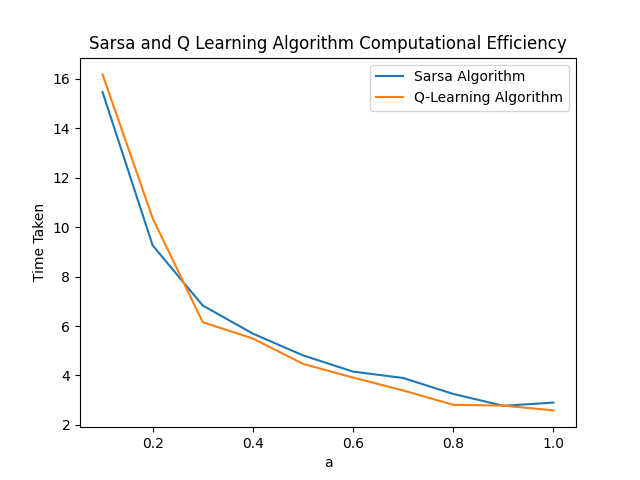 Sarsa and Q Learning Algorithm Computational Efficiency
Sarsa Algorithm
Q-Learning Algorithm
Time Taken
16
14
12
10
8
6
4
2
0.2
0.4
0.6
0.8
1.0
a